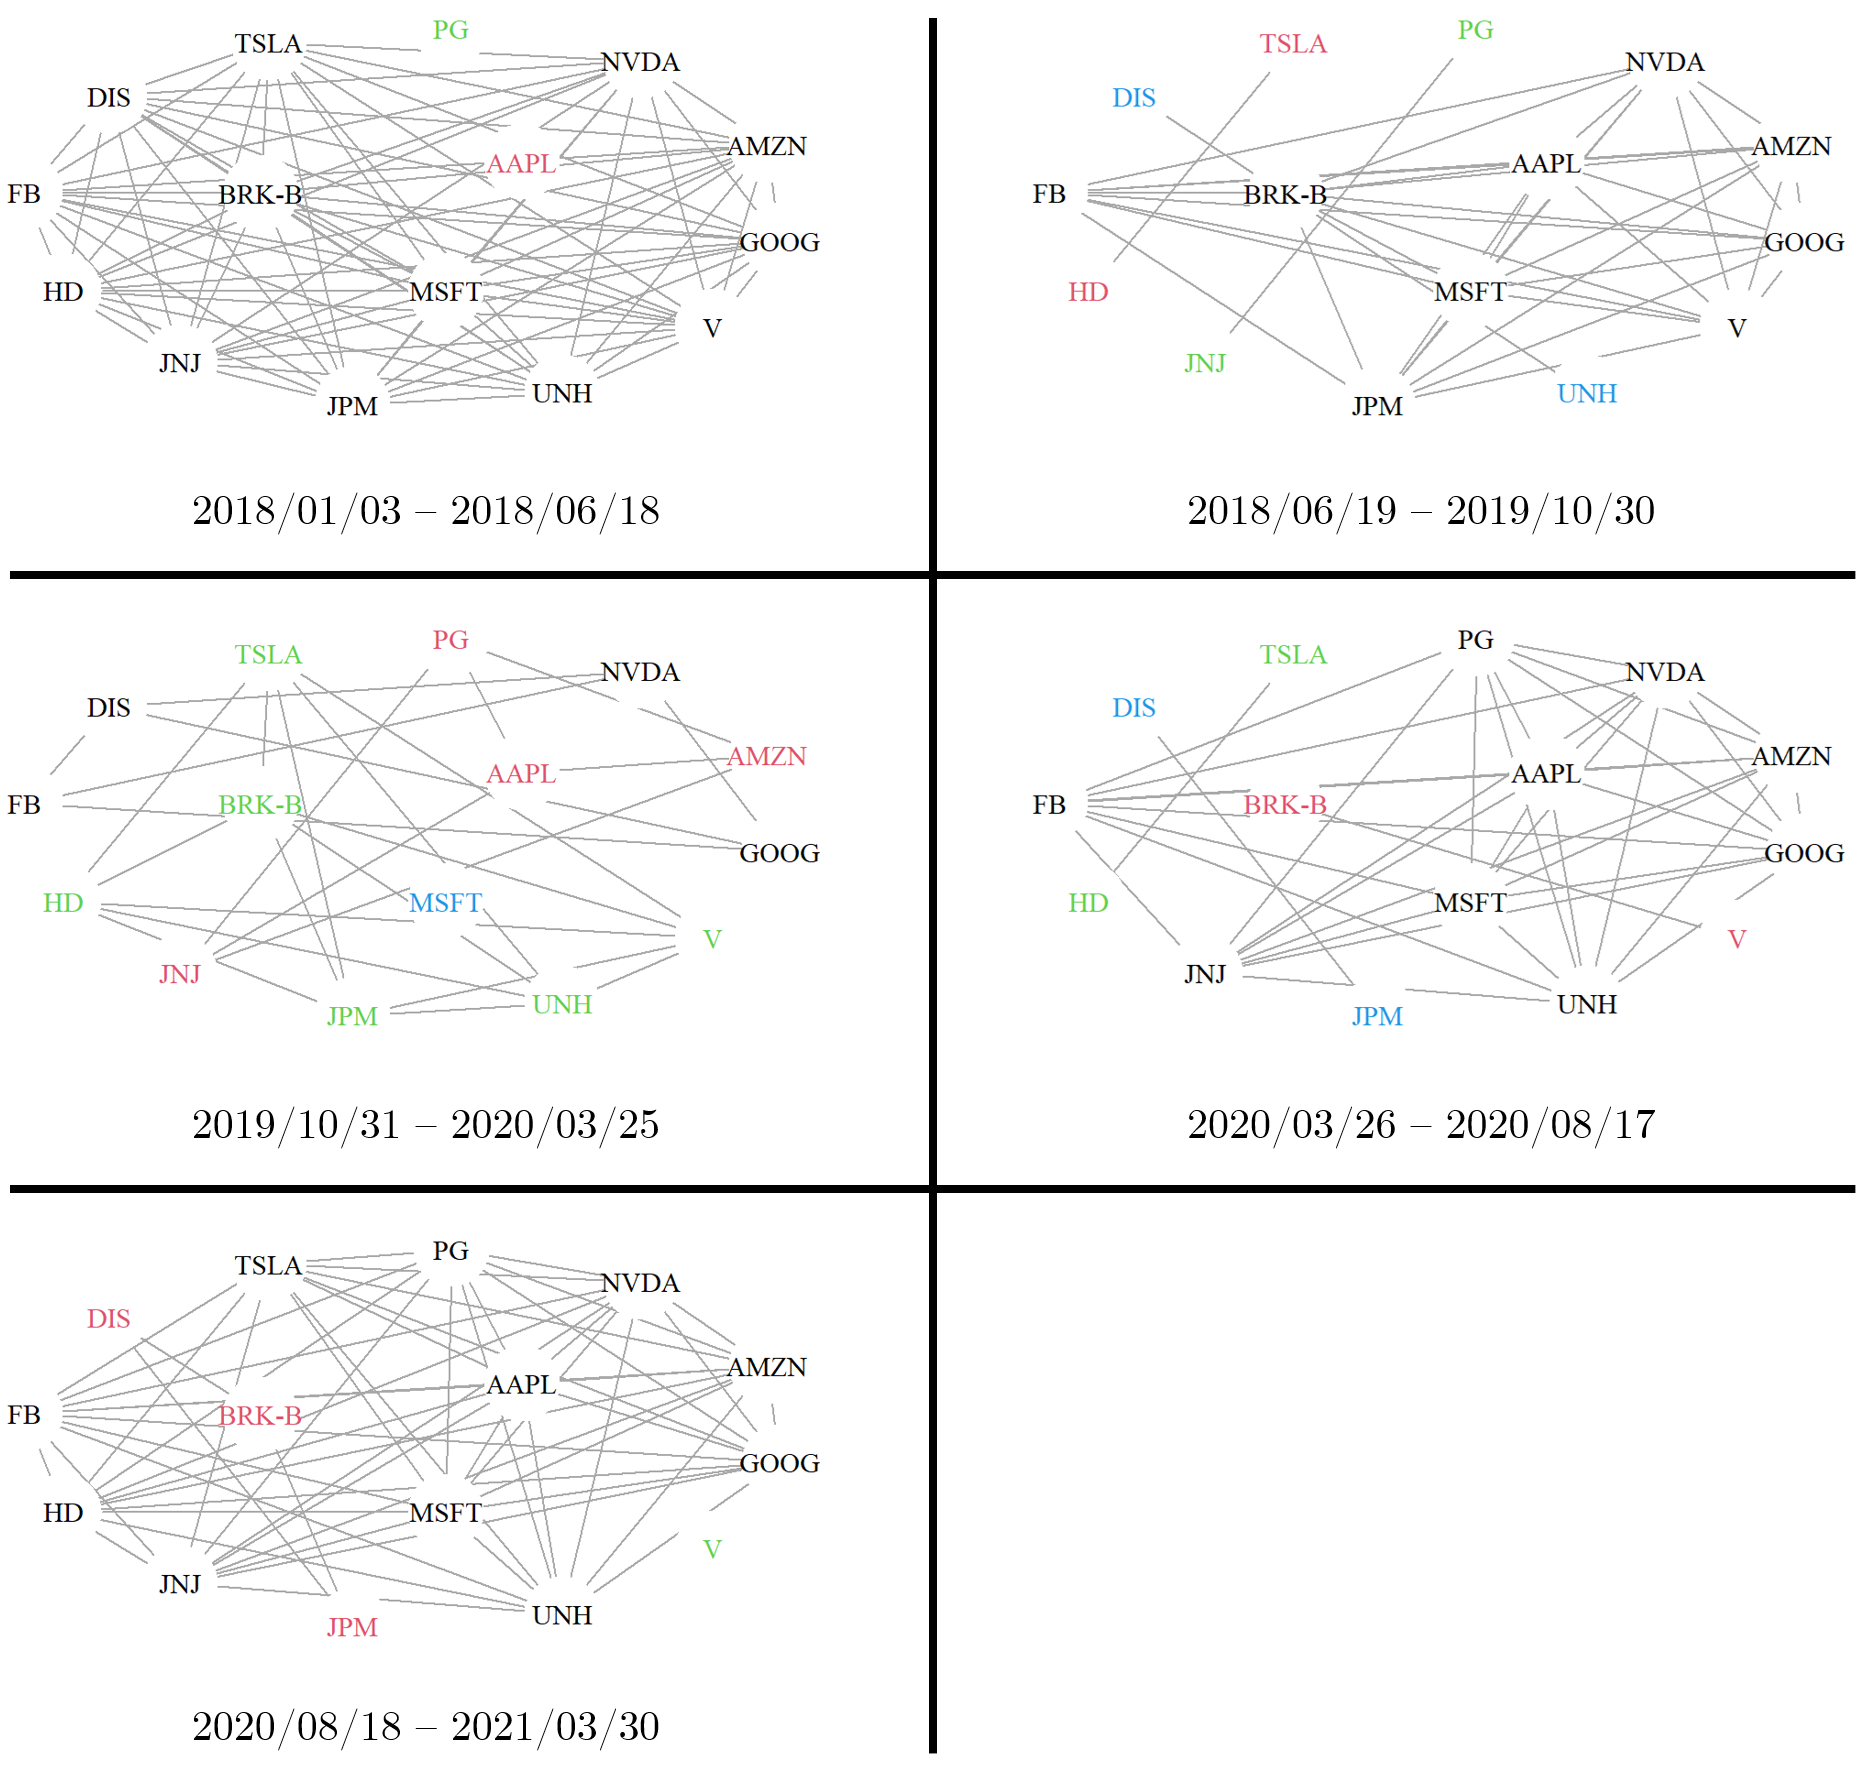 TSLA
PG
NVDA
DIS
AMZN
AAPL
FB
BRK-B
GOOG
HD
MSFT
V
JNJ
UNH
JPM
2018/01/03 – 2018/06/18
TSLA
PG
NVDA
DIS
AMZN
AAPL
FB
BRK-B
GOOG
HD
MSFT
V
JNJ
UNH
JPM
2018/06/19 – 2019/10/30
TSLA
PG
NVDA
DIS
AMZN
AAPL
FB
BRK-B
GOOG
HD
MSFT
V
JNJ
UNH
JPM
2019/10/31 – 2020/03/25
TSLA
PG
NVDA
DIS
AMZN
AAPL
FB
BRK-B
GOOG
HD
MSFT
V
JNJ
UNH
JPM
2020/03/26 – 2020/08/17
TSLA
PG
NVDA
DIS
AMZN
AAPL
FB
BRK-B
GOOG
HD
MSFT
V
JNJ
UNH
JPM
2020/08/18 – 2021/03/30